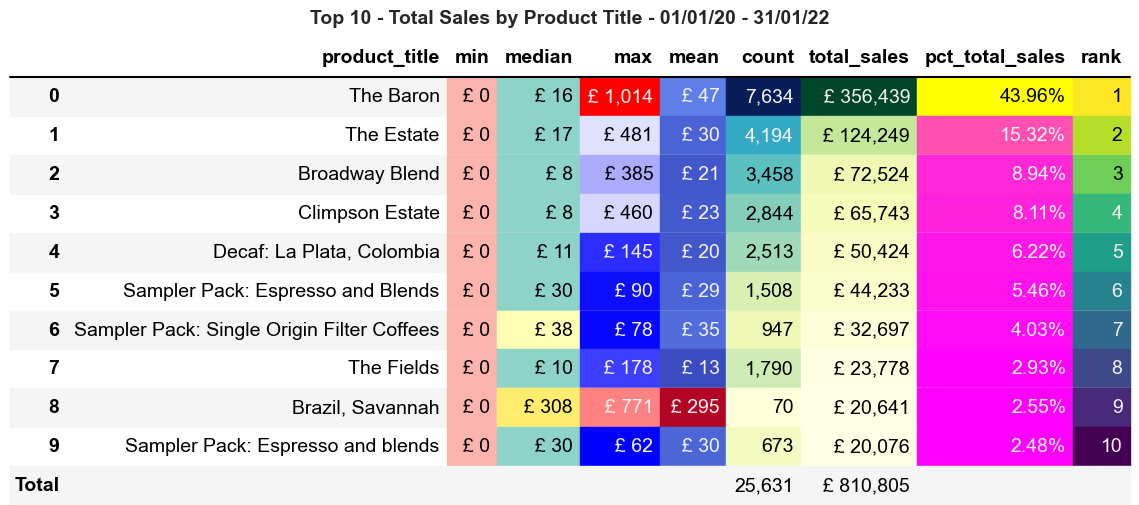 Top 10 - Total Sales by Product Title - 01/01/20 - 31/01/22
product_title min median max mean count total_sales pct_total_sales rank
0 The Baron £ 0 £ 16 £ 1,014 £ 47 7,634 £ 356,439 43.96% 1
1 The Estate £ 0 £ 17 £ 481 £ 30 4,194 £ 124,249 15.32% 2
2 Broadway Blend £ 0 £ 8 £ 385 £ 21 3,458 £ 72,524 8.94% 3
3 Climpson Estate £ 0 £ 8 £ 460 £ 23 2,844 £ 65,743 8.11% 4
4 Decaf: La Plata, Colombia £ 0 £ 11 £ 145 £ 20 2,513 £ 50,424 6.22% 5
5 Sampler Pack: Espresso and Blends £ 0 £ 30 £ 90 £ 29 1,508 £ 44,233 5.46% 6
6 Sampler Pack: Single Origin Filter Coffees £ 0 £ 38 £ 78 £ 35 947 £ 32,697 4.03% 7
7 The Fields £ 0 £ 10 £ 178 £ 13 1,790 £ 23,778 2.93% 8
8 Brazil, Savannah £ 0 £ 308 £ 771 £ 295 70 £ 20,641 2.55% 9
9 Sampler Pack: Espresso and blends £ 0 £ 30 £ 62 £ 30 673 £ 20,076 2.48% 10
Total 25,631 £ 810,805